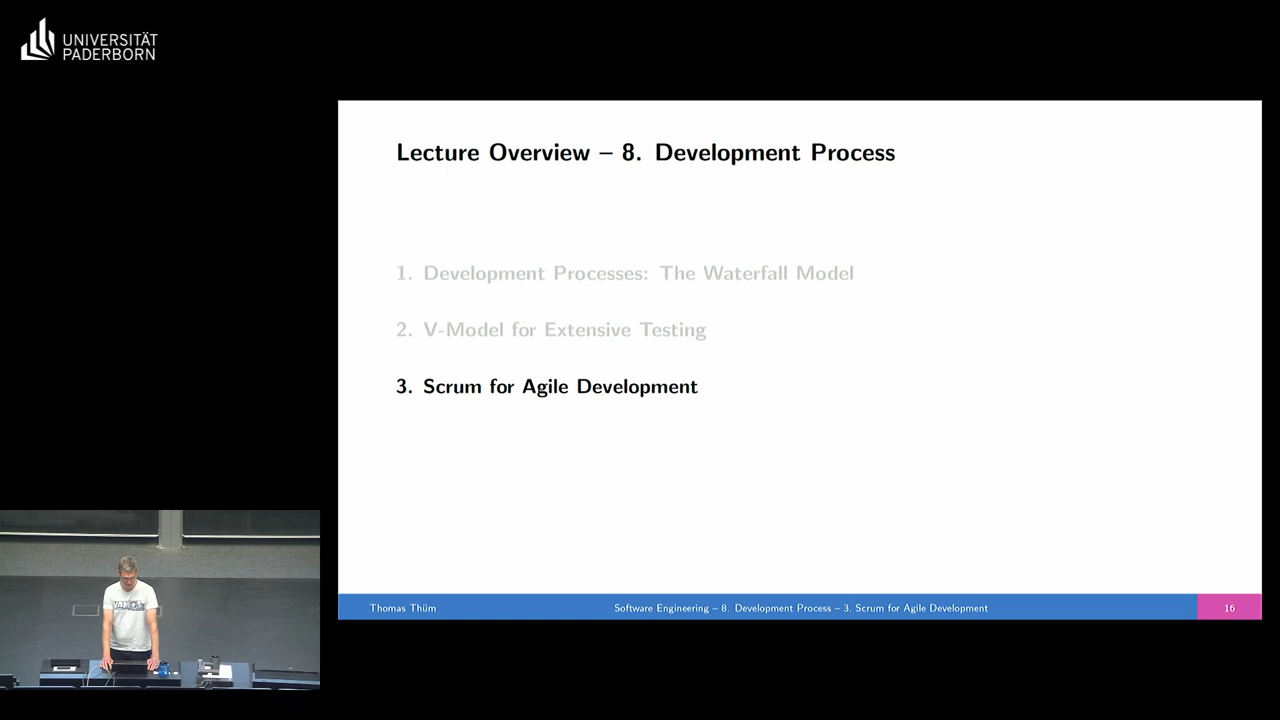 UNIVERSITÄT
PADERBORN
Lecture Overview – 8. Development Process
1. Development Processes: The Waterfall Model
2. V-Model for Extensive Testing
3. Scrum for Agile Development
Thomas Thüm
Software Engineering – 8. Development Process – 3. Scrum for Agile Development
16